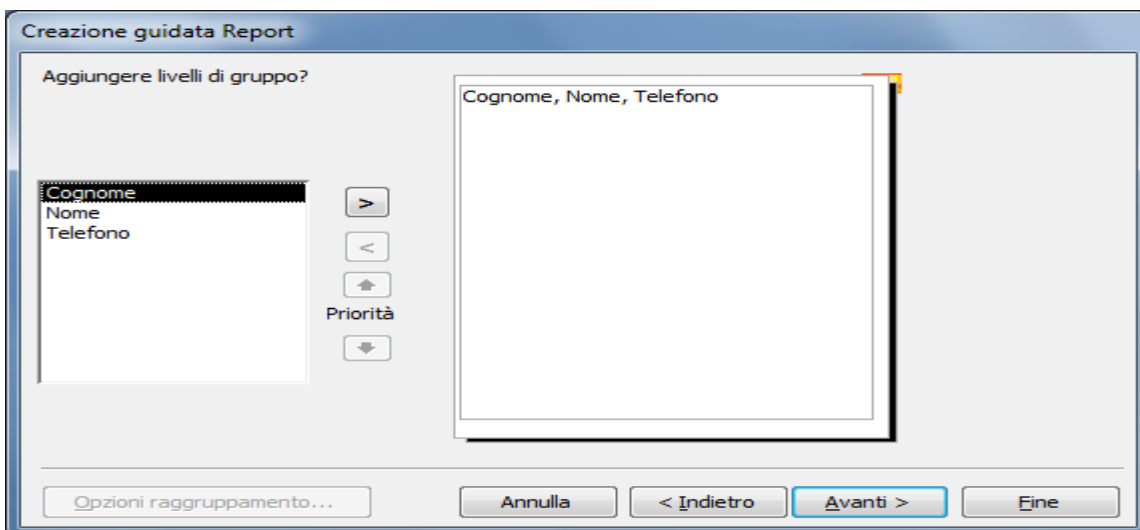 Creazione guidata Report
Aggiungere livelli di gruppo?
Cognome, Nome, Telefono
Cognome
Nome
Telefono
>
<
Priorità
Opzioni raggruppamento...
Annulla
< Indietro
Avanti >
Fine